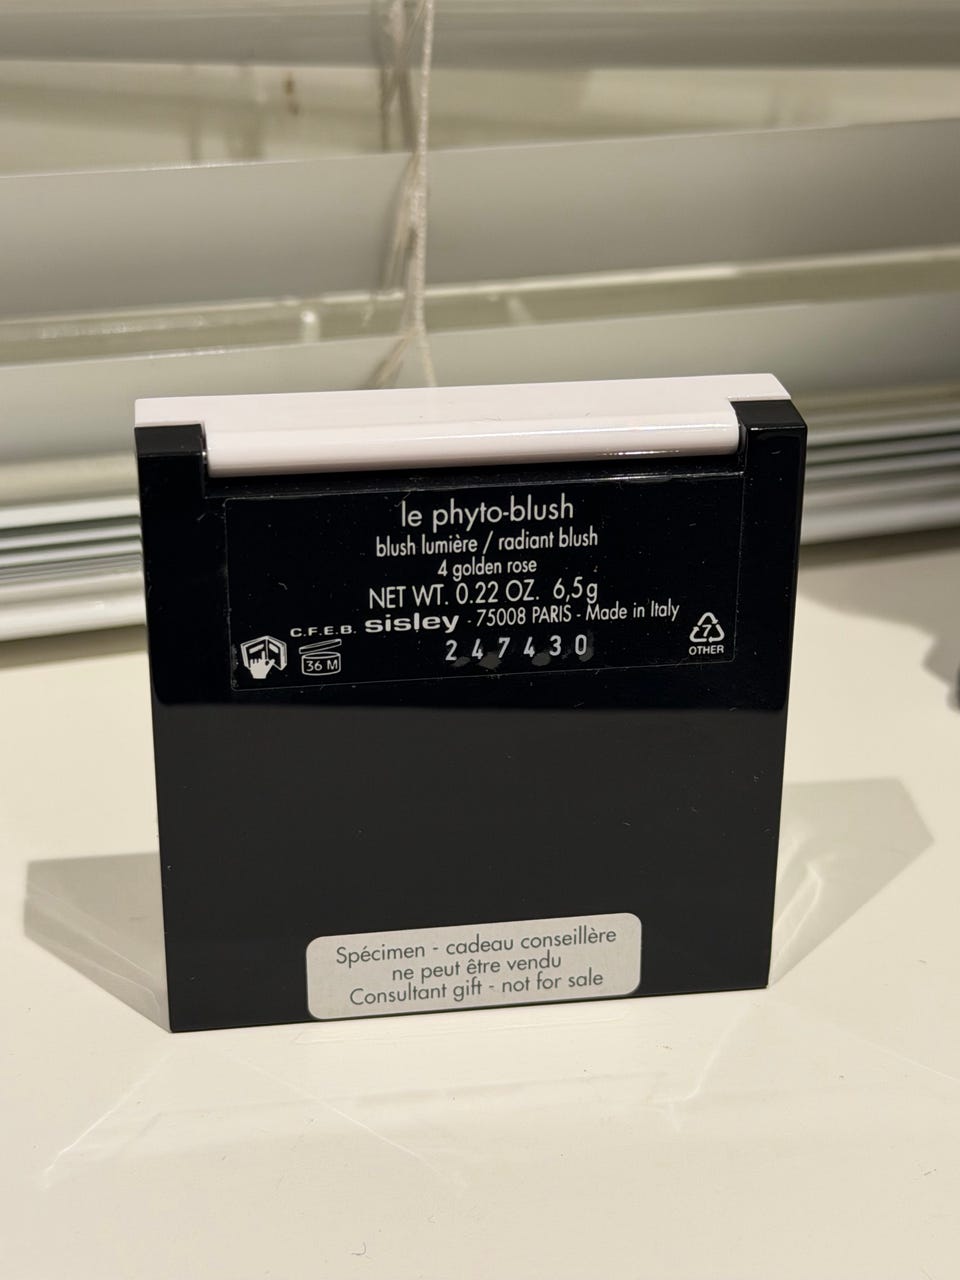 le phyto-blush
blush lumière / radiant blush
4 golden rose
NET WT. 0.22 OZ. 6,5g
C.F.E.B. sisley - 75008 PARIS - Made in Italy
36 M
247430
7
OTHER
Spécimen - cadeau conseillère
ne peut être vendu
Consultant gift - not for sale